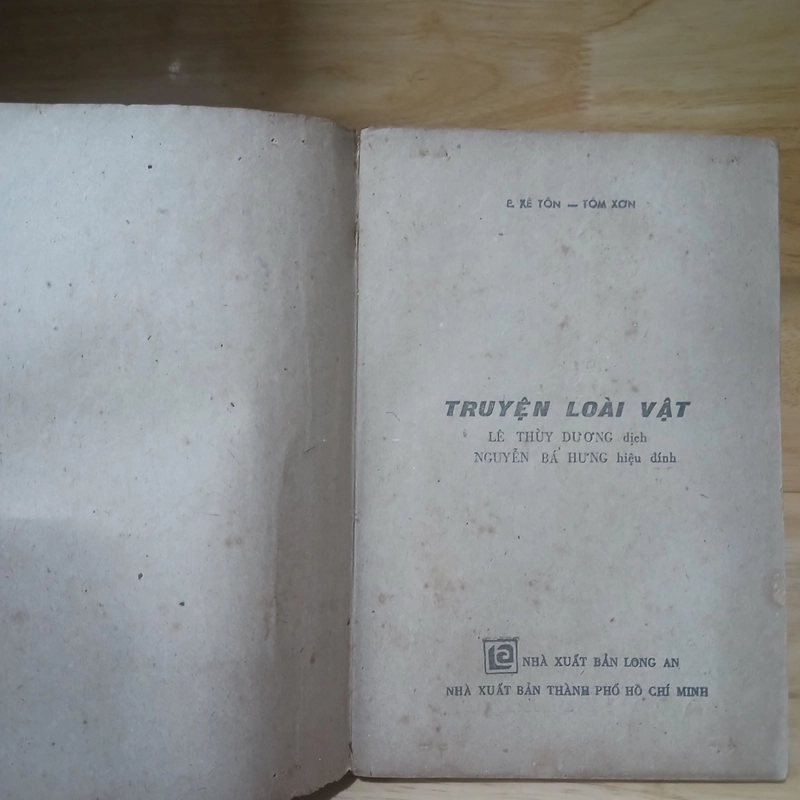 E. XÊ TÔN — TÔM XƠN
TRUYỆN LOÀI VẬT
LÊ THÙY DƯƠNG dịch
NGUYỄN BÁ HƯNG hiệu đính
NHÀ XUẤT BẢN LONG AN
NHÀ XUẤT BẢN THÀNH PHỐ HỒ CHÍ MINH